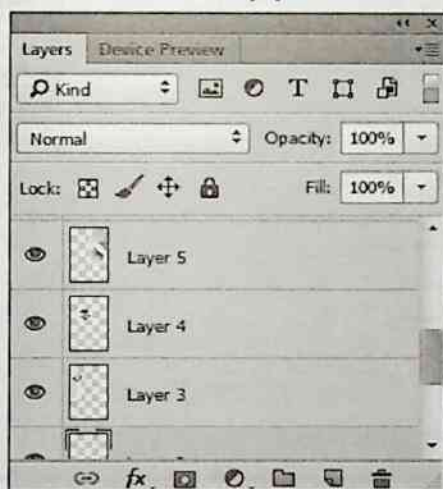 Layers Device Preview
Kind T
Normal Opacity: 100%
Lock: Fill: 100%
Layer 5
Layer 4
Layer 3
fx